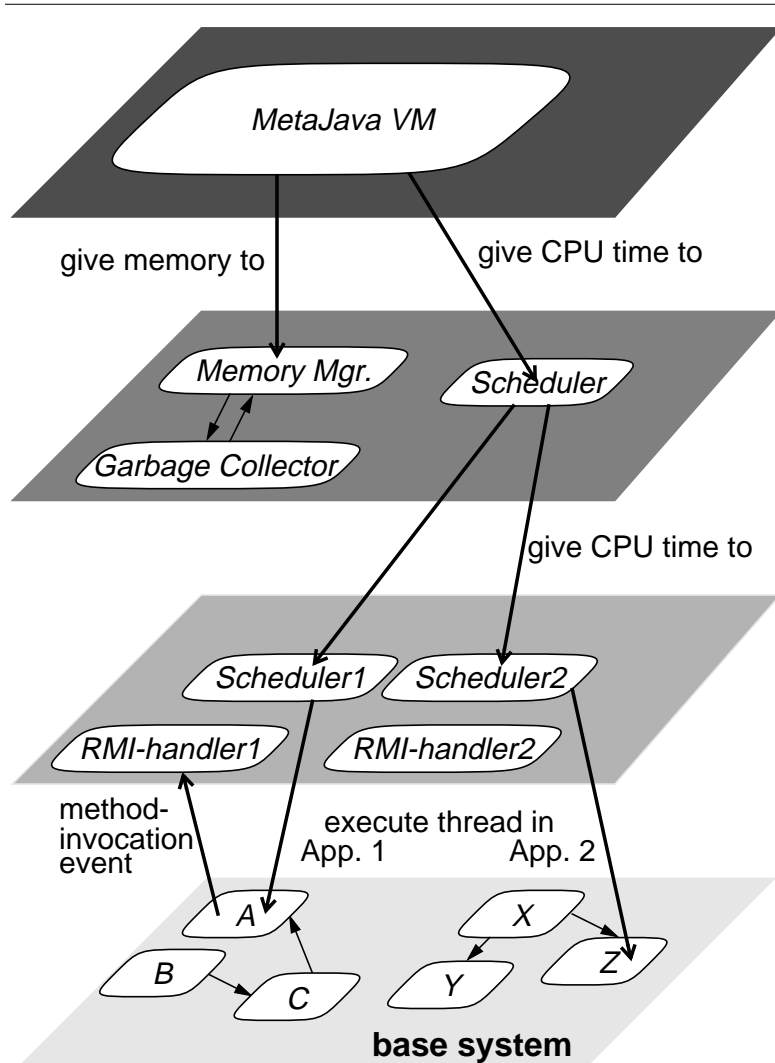 MetaJava VM
give memory to
give CPU time to
Memory Mgr.
Scheduler
Garbage Collector
give CPU time to
Scheduler1
Scheduler2
RMI-handler1
RMI-handler2
method-
invocation
event
execute thread in
App. 1
App. 2
A
X
B
C
Y
Z
base system